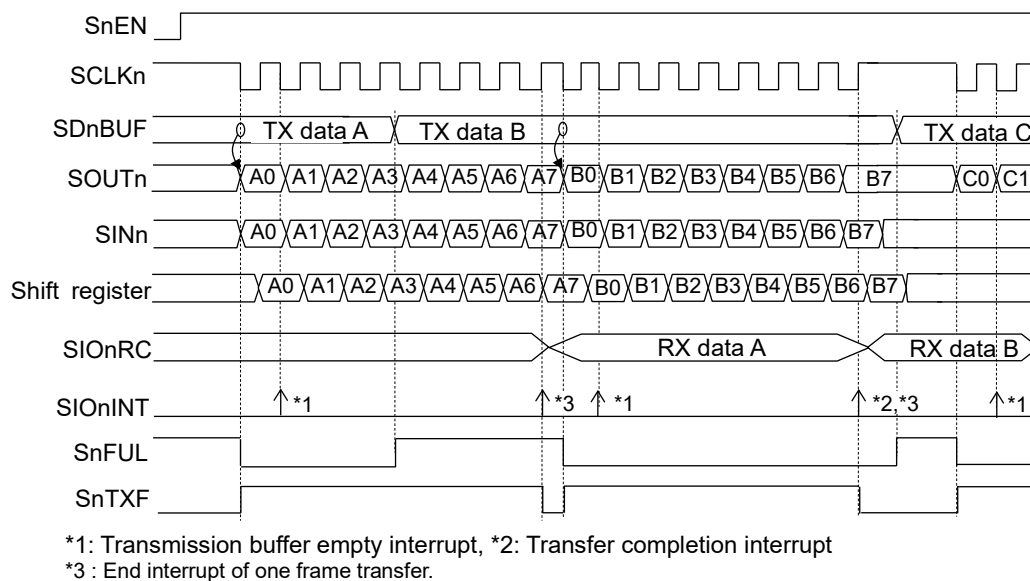 SnEN
SCLKn
SDnBUF TX data A TX data B TX data C
SOUTn A0 A1 A2 A3 A4 A5 A6 A7 B0 B1 B2 B3 B4 B5 B6 B7 C0 C1
SINn A0 A1 A2 A3 A4 A5 A6 A7 B0 B1 B2 B3 B4 B5 B6 B7
Shift register A0 A1 A2 A3 A4 A5 A6 A7 B0 B1 B2 B3 B4 B5 B6 B7
SIOnRC RX data A RX data B
SIOnINT *1 *3 *1 *2,*3 *1
SnFUL
SnTXF
*1: Transmission buffer empty interrupt, *2: Transfer completion interrupt
*3 : End interrupt of one frame transfer.